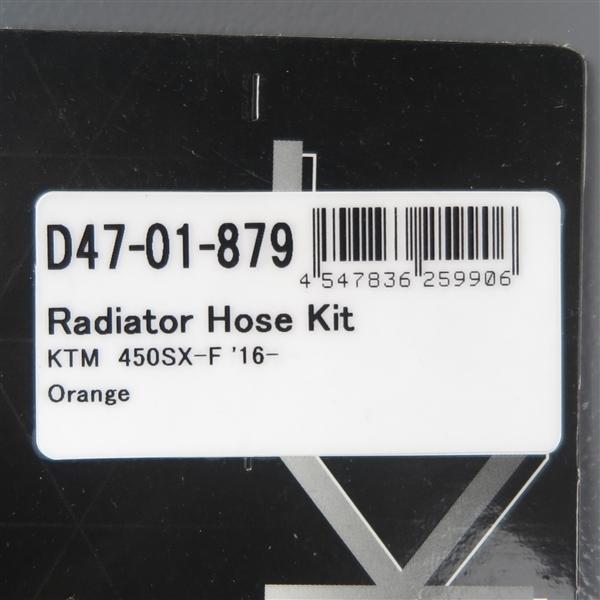 D47-01-879
4 547836 259906
Radiator Hose Kit
KTM 450SX-F '16-
Orange